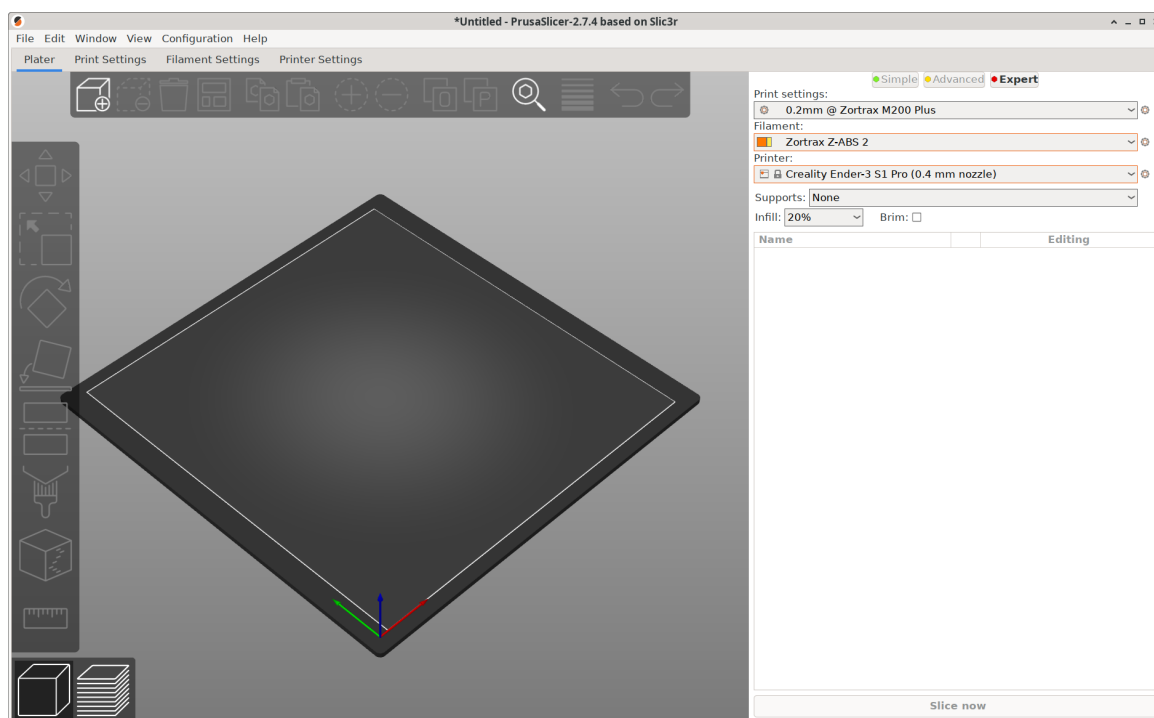 *Untitled - PrusaSlicer-2.7.4 based on Slic3r
File Edit Window View Configuration Help
Plater Print Settings Filament Settings Printer Settings
Simple Advanced Expert
Print settings:
0.2mm @ Zortrax M200 Plus
Filament:
Zortrax Z-ABS 2
Printer:
Creality Ender-3 S1 Pro (0.4 mm nozzle)
Supports: None
Infill: 20% Brim:
Name Editing
Slice now